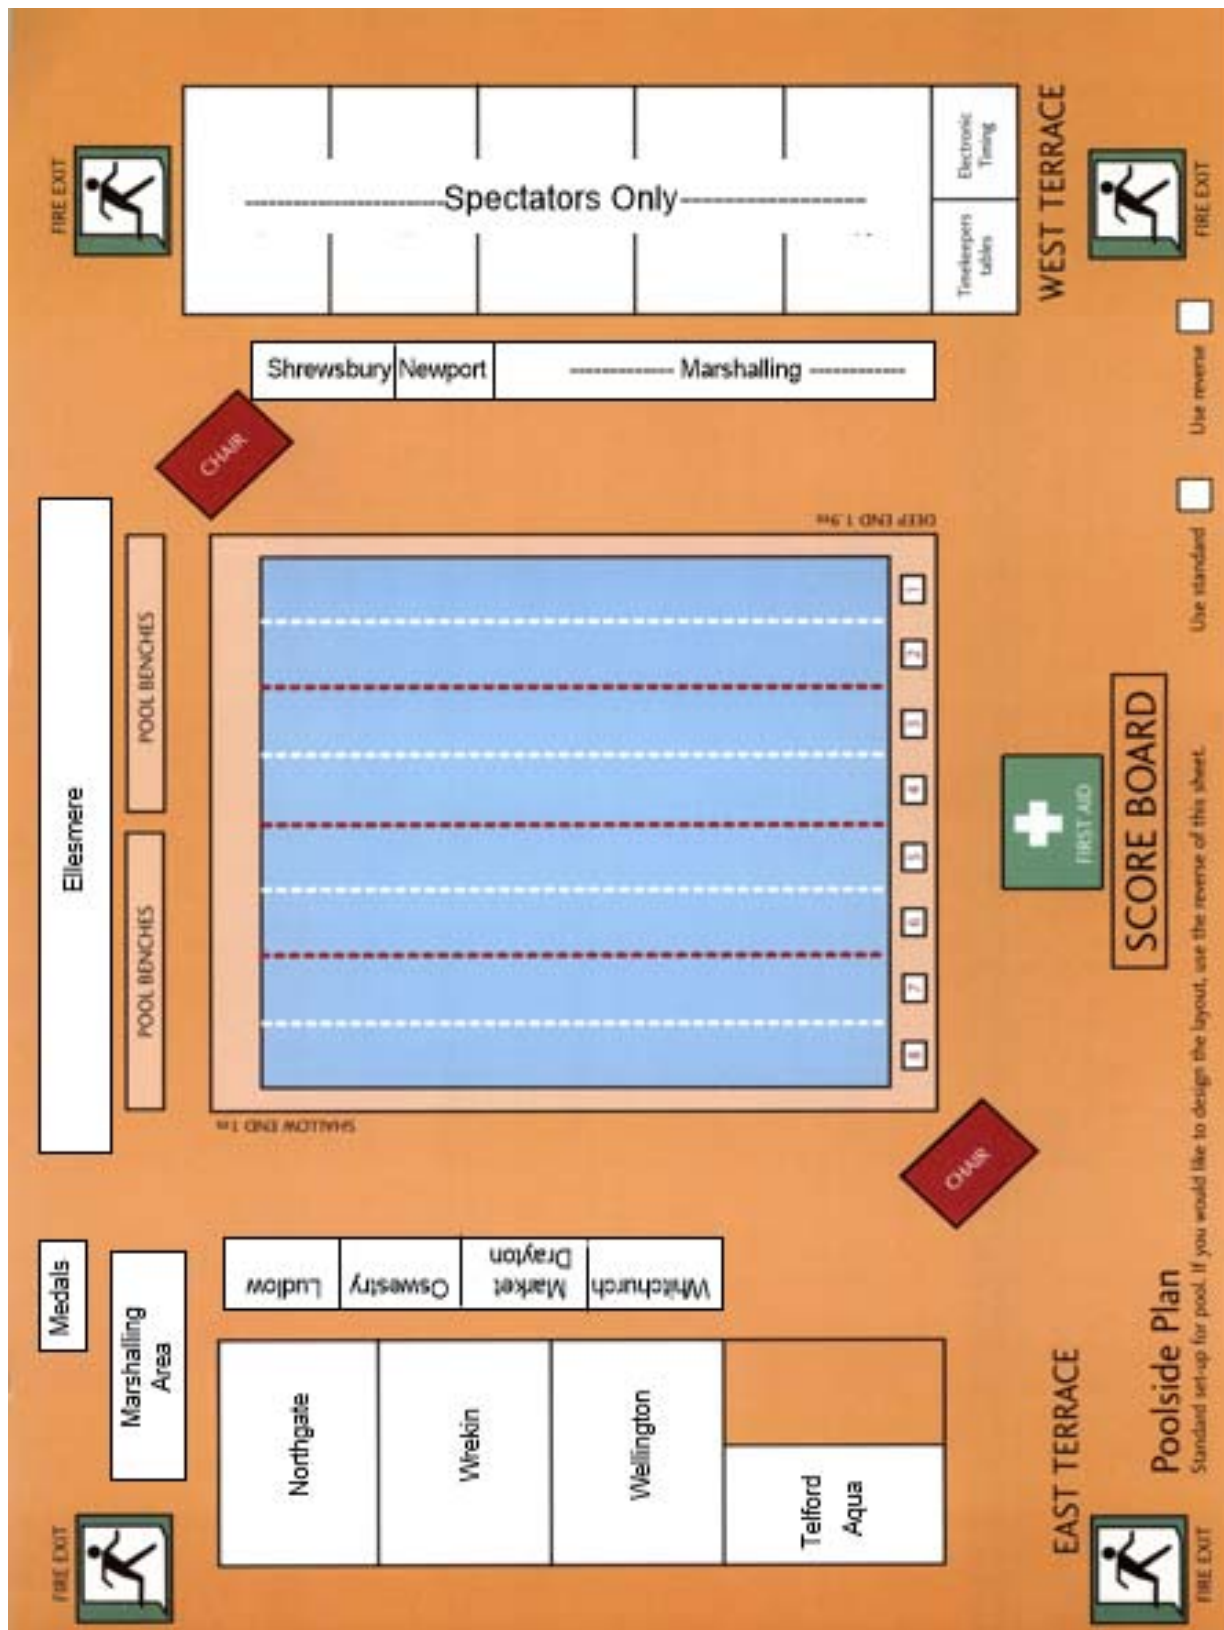 FIRE EXIT
Spectators Only
Electronic
Timing
Timekeepers
tables
WEST TERRACE
FIRE EXIT
Shrewsbury
Newport
Marshalling
Use reverse
CHAIR
Ellesmere
POOL BENCHES
POOL BENCHES
DEEP END 1.9m
1
2
3
4
5
6
7
8
SHALLOW END 1m
Use standard
FIRST AID
SCORE BOARD
CHAIR
Medals
Marshalling
Area
Ludlow
Oswestry
Market
Drayton
Whitchurch
Northgate
Wrekin
Wellington
Telford
Aqua
EAST TERRACE
Poolside Plan
Standard set-up for pool. If you would like to design the layout, use the reverse of this sheet.
FIRE EXIT
FIRE EXIT